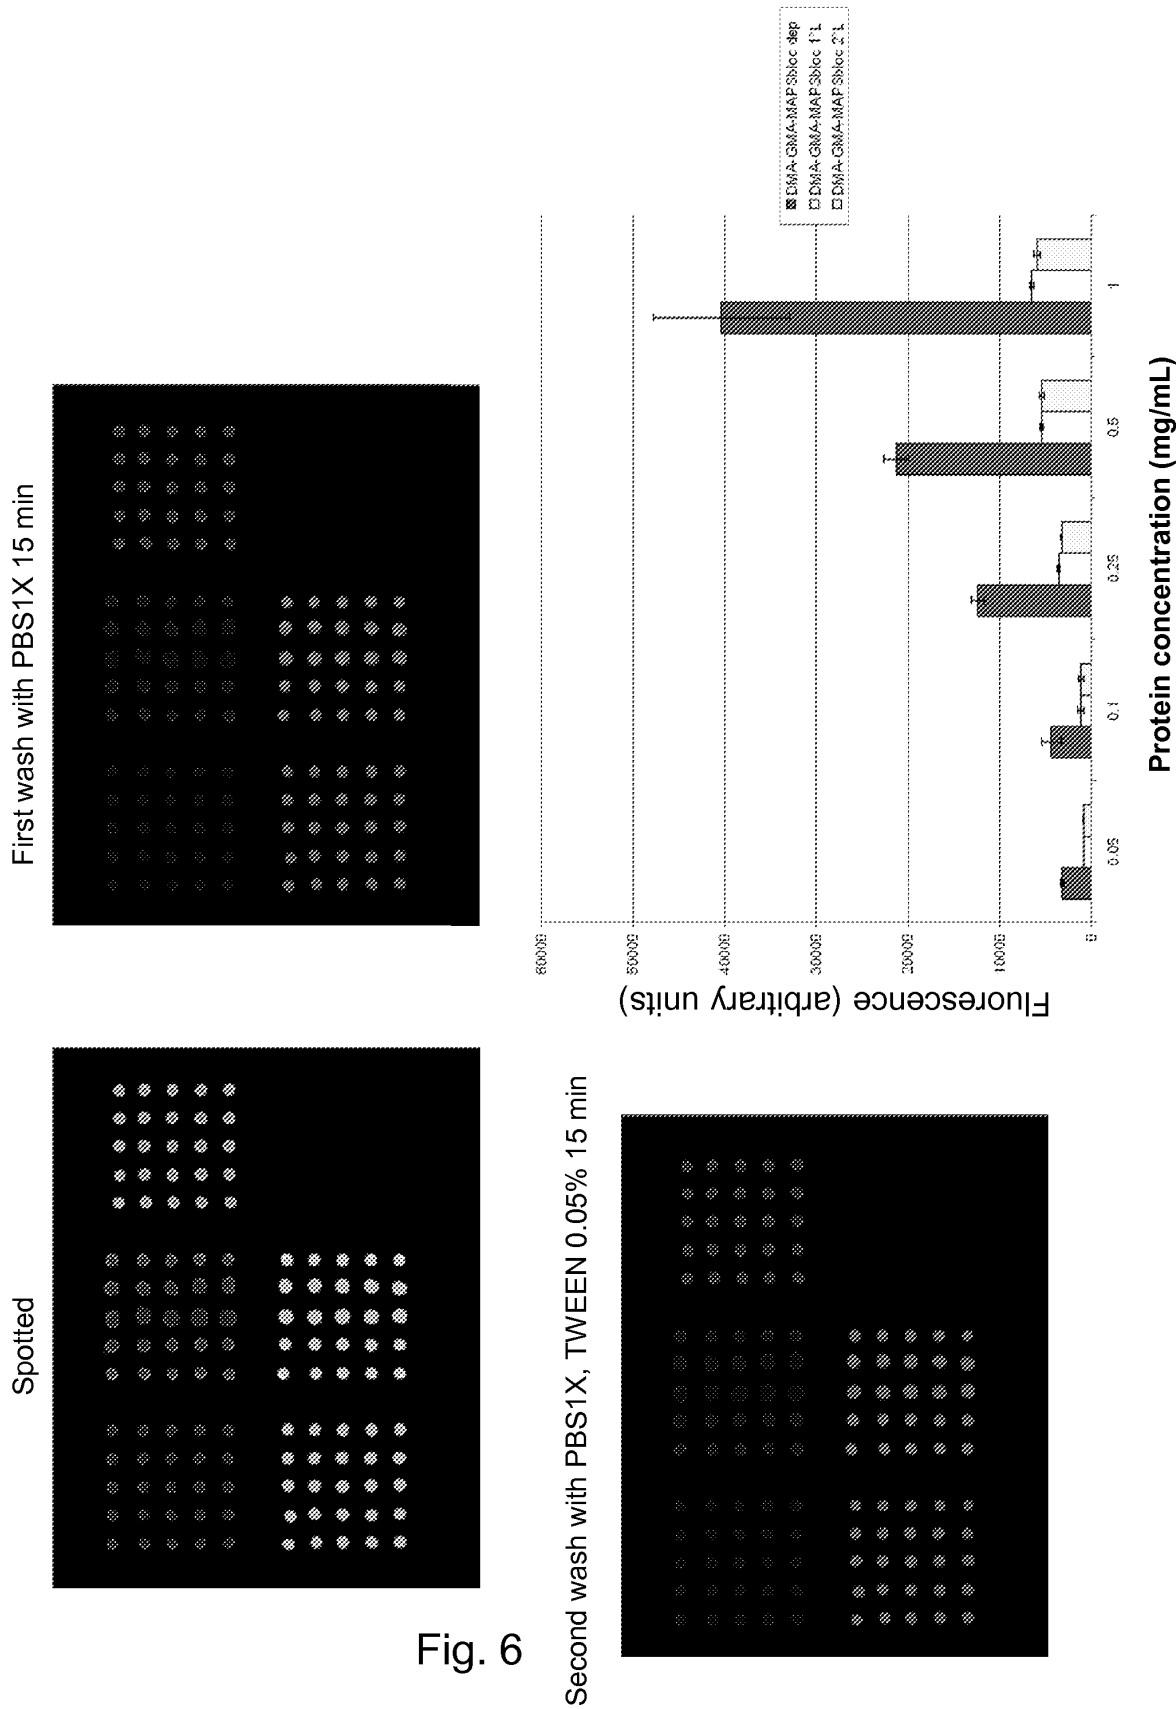 Spotted
First wash with PBS1X 15 min
Second wash with PBS1X, TWEEN 0.05% 15 min
Fluorescence (arbitrary units)
60000
50000
40000
30000
20000
10000
0
0.05
0.1
0.25
0.5
1
Protein concentration (mg/mL)
DMA-GMA-MAPSbloc dep
DMA-GMA-MAPSbloc 1°L
DMA-GMA-MAPSbloc 2°L
Fig. 6